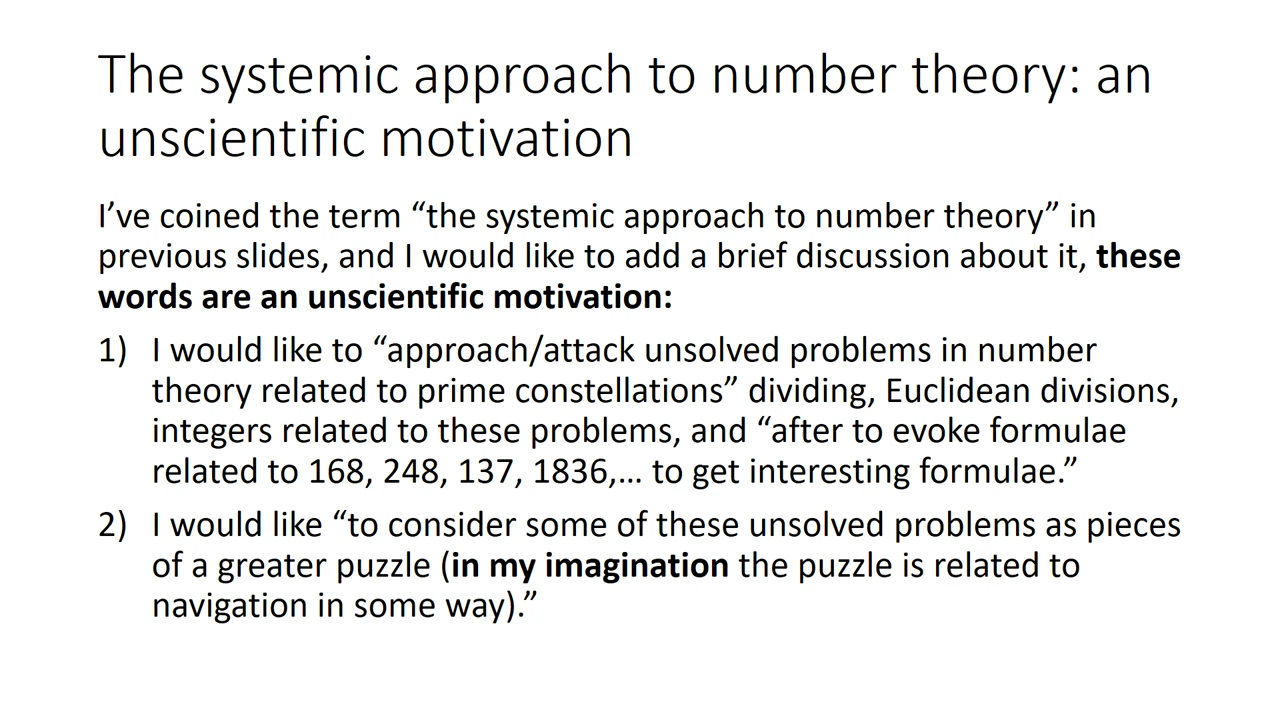 The systemic approach to number theory: an
unscientific motivation
I’ve coined the term “the systemic approach to number theory” in
previous slides, and I would like to add a brief discussion about it, these
words are an unscientific motivation:
1) I would like to “approach/attack unsolved problems in number
theory related to prime constellations” dividing, Euclidean divisions,
integers related to these problems, and “after to evoke formulae
related to 168, 248, 137, 1836,... to get interesting formulae.”
2) I would like “to consider some of these unsolved problems as pieces
of a greater puzzle (in my imagination the puzzle is related to
navigation in some way).”